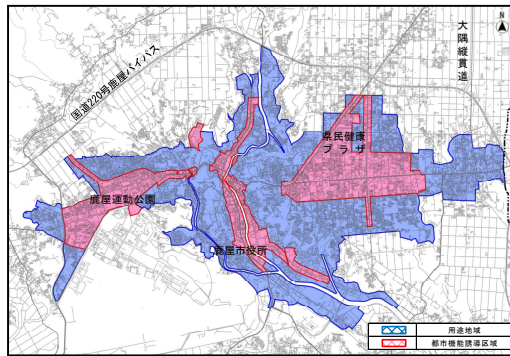 N
大隅縦貫道
国道220号鹿屋バイパス
県民健康
プラザ
鹿屋運動公園
鹿屋市役所
用途地域
都市機能誘導区域